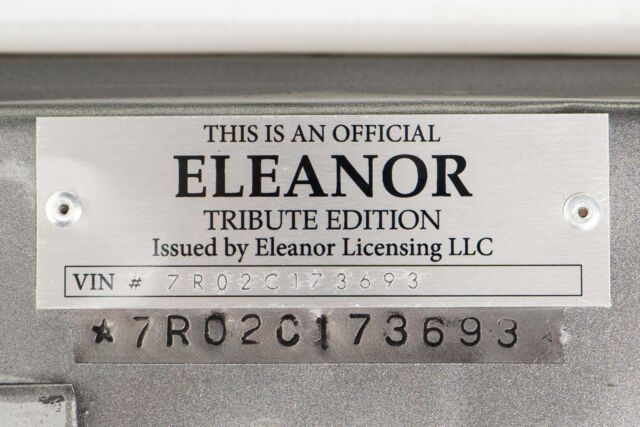 THIS IS AN OFFICIAL
ELEANOR
TRIBUTE EDITION
Issued by Eleanor Licensing LLC
VIN # 7R02C173693
★7R02C173693